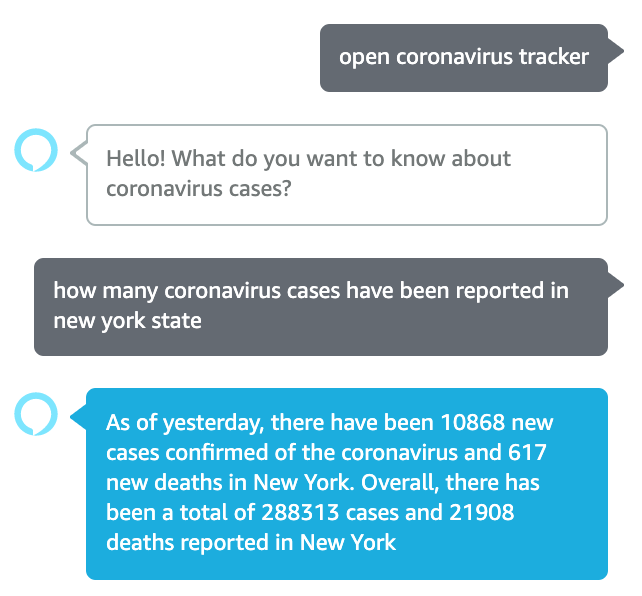 open coronavirus tracker
Hello! What do you want to know about
coronavirus cases?
how many coronavirus cases have been reported in
new york state
As of yesterday, there have been 10868 new
cases confirmed of the coronavirus and 617
new deaths in New York. Overall, there has
been a total of 288313 cases and 21908
deaths reported in New York